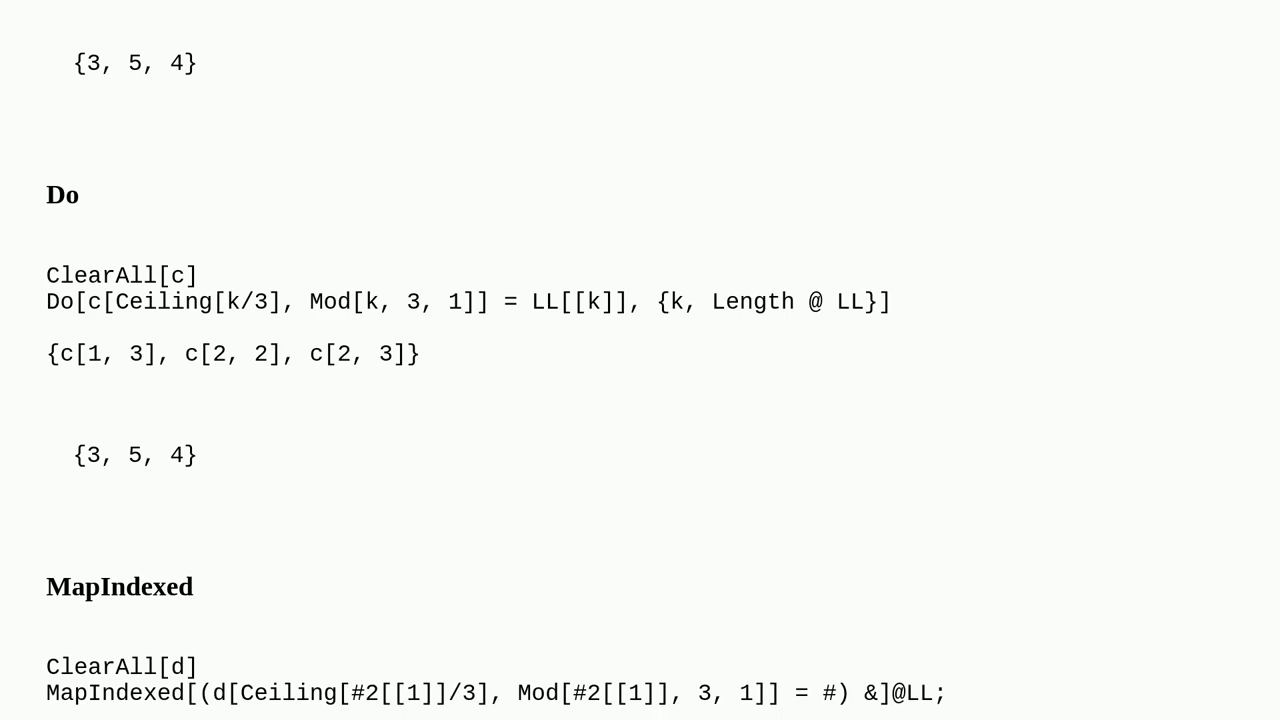 {3, 5, 4}
Do
ClearAll[c]
Do[c[Ceiling[k/3], Mod[k, 3, 1]] = LL[[k]], {k, Length @ LL}]
{c[1, 3], c[2, 2], c[2, 3]}
{3, 5, 4}
MapIndexed
ClearAll[d]
MapIndexed[(d[Ceiling[#2[[1]]/3], Mod[#2[[1]], 3, 1]] = #) &]@LL;